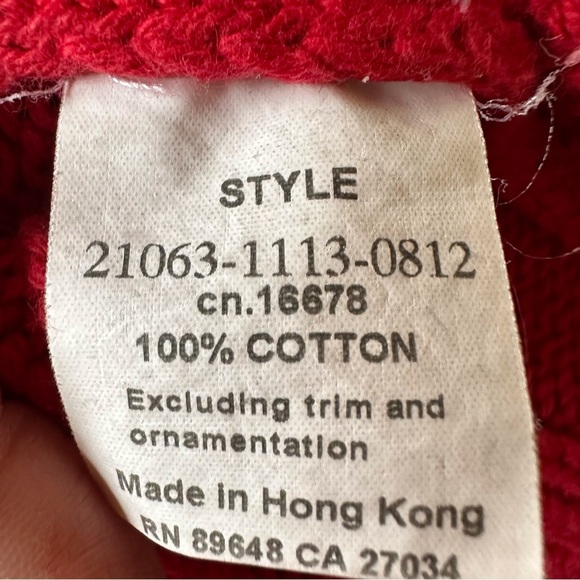 STYLE
21063-1113-0812
cn.16678
100% COTTON
Excluding trim and
ornamentation
Made in Hong Kong
RN 89648 CA 27034